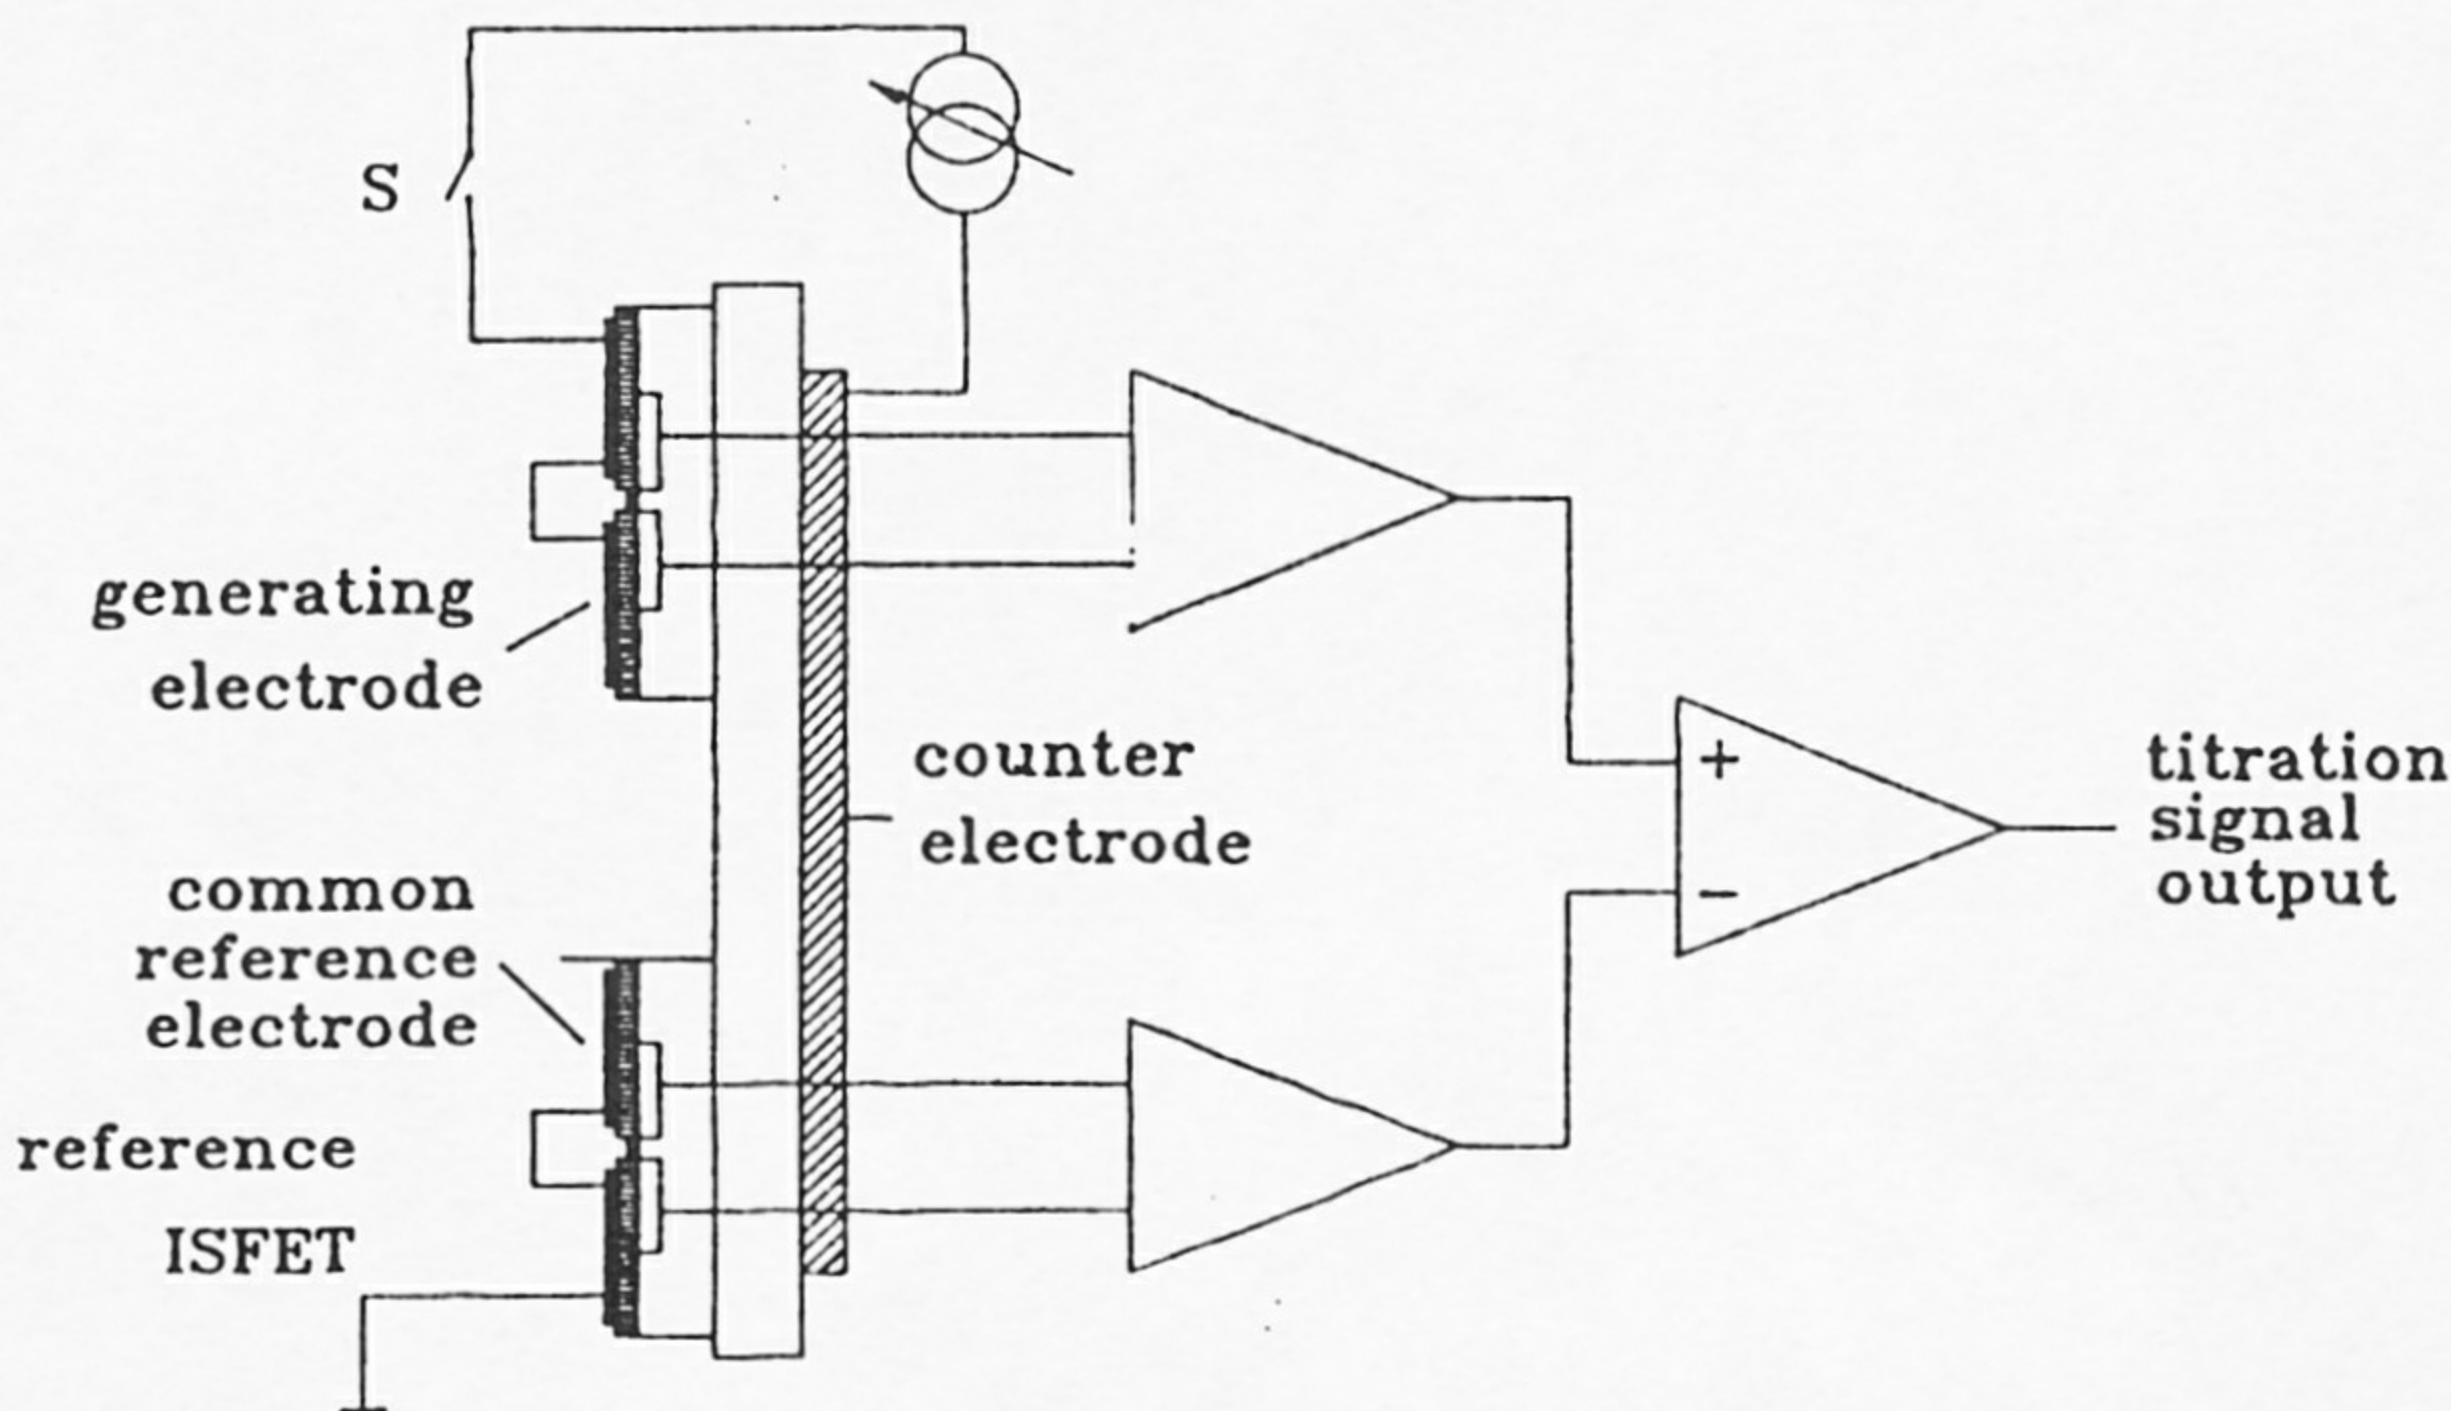 S
generating
electrode
counter
electrode
+
−
titration
signal
output
common
reference
electrode
reference
ISFET